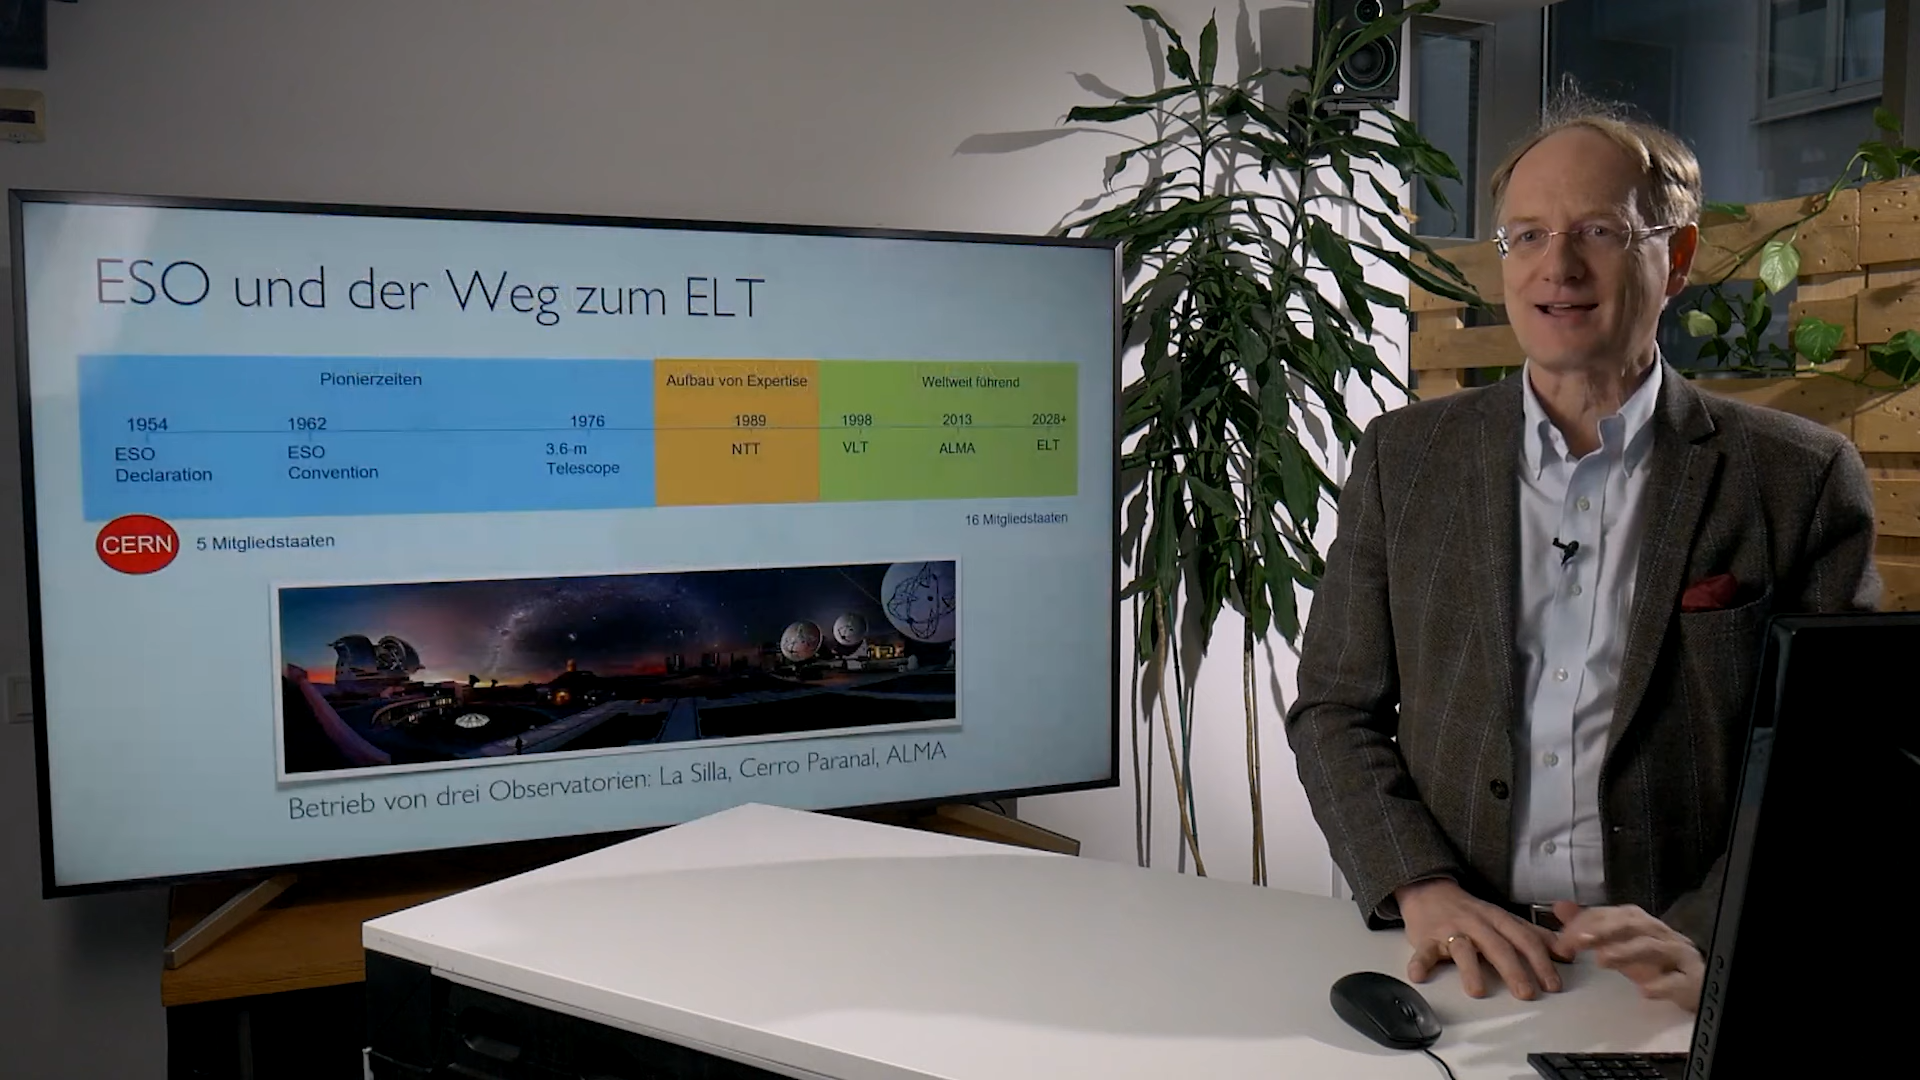 ESO und der Weg zum ELT
Pionierzeiten
Aufbau von Expertise
Weltweit führend
1954
1962
1976
1989
1998
2013
2028+
ESO
Declaration
ESO
Convention
3.6-m
Telescope
NTT
VLT
ALMA
ELT
CERN
5 Mitgliedstaaten
16 Mitgliedstaaten
Betrieb von drei Observatorien: La Silla, Cerro Paranal, ALMA